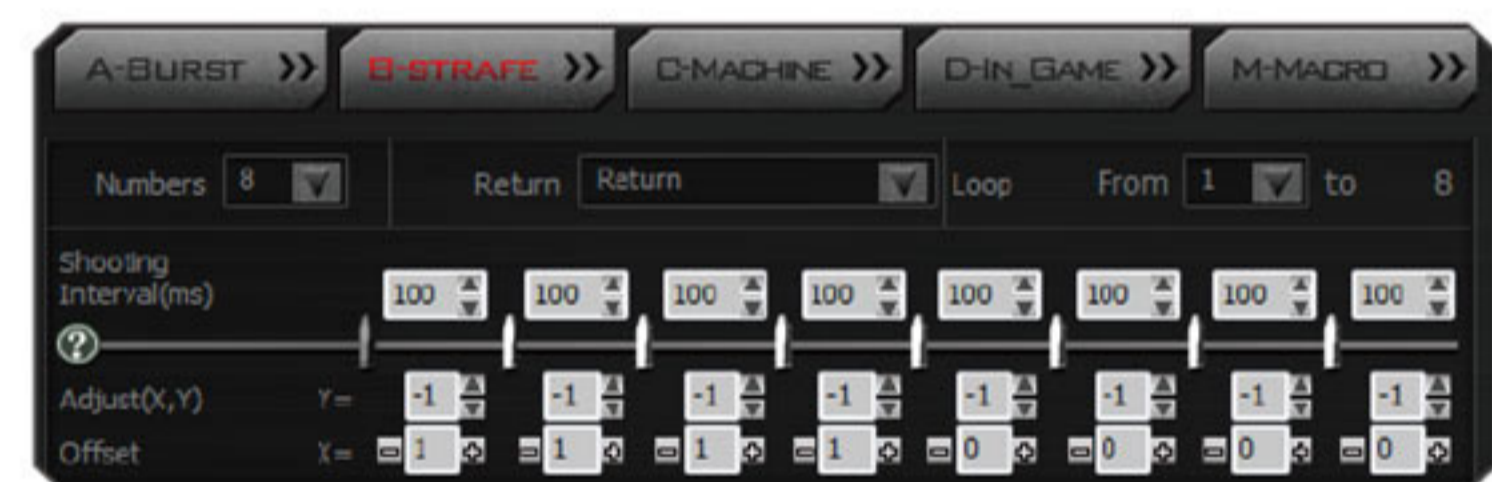 A-BURST >> B-STRAFE >> C-MACHINE >> D-IN_GAME >> M-MACRO >>
Numbers 8 Return Return Loop From 1 to 8
Shooting
Interval(ms) 100 100 100 100 100 100 100 100
?
Adjust(X,Y) Y= -1 -1 -1 -1 -1 -1 -1 -1
Offset X= 1 1 1 1 0 0 0 0